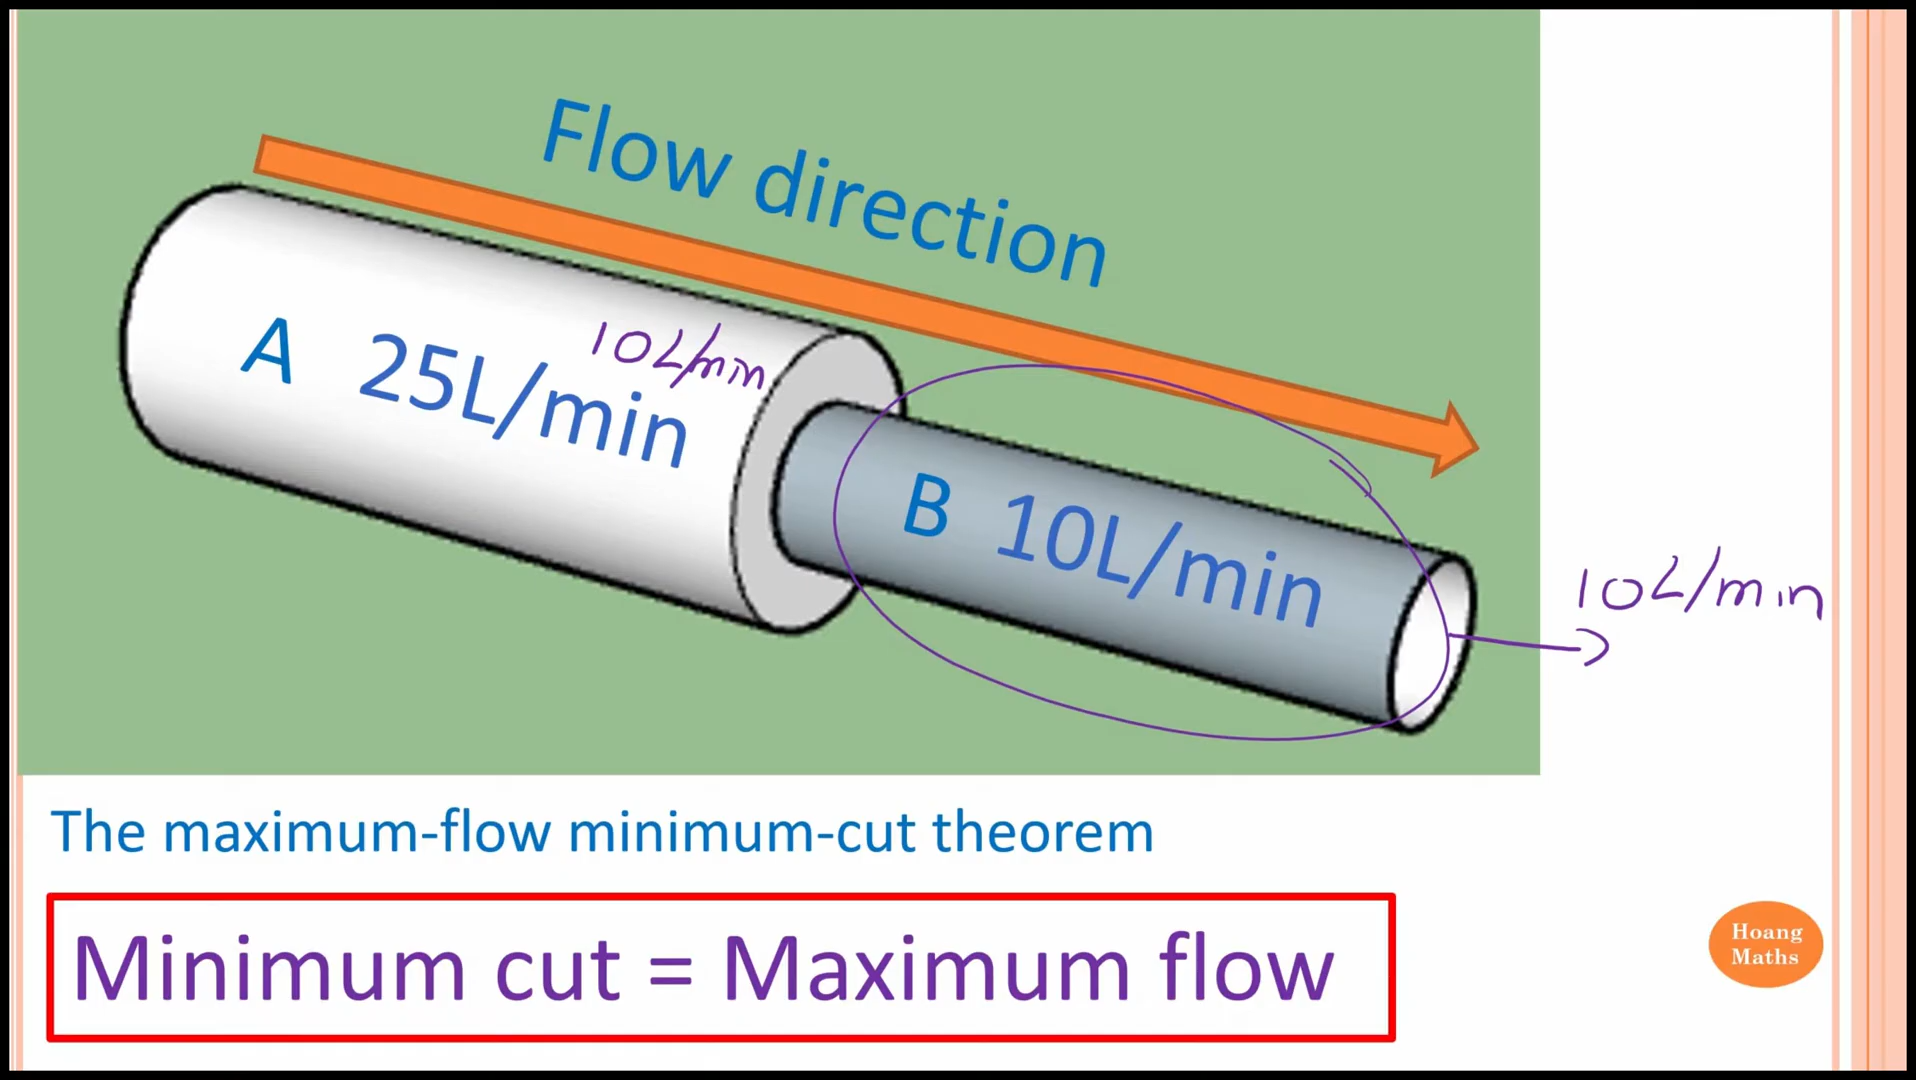 Flow direction
A 25L/min
10L/min
B 10L/min
10L/min
The maximum-flow minimum-cut theorem
Minimum cut = Maximum flow
Hoang
Maths